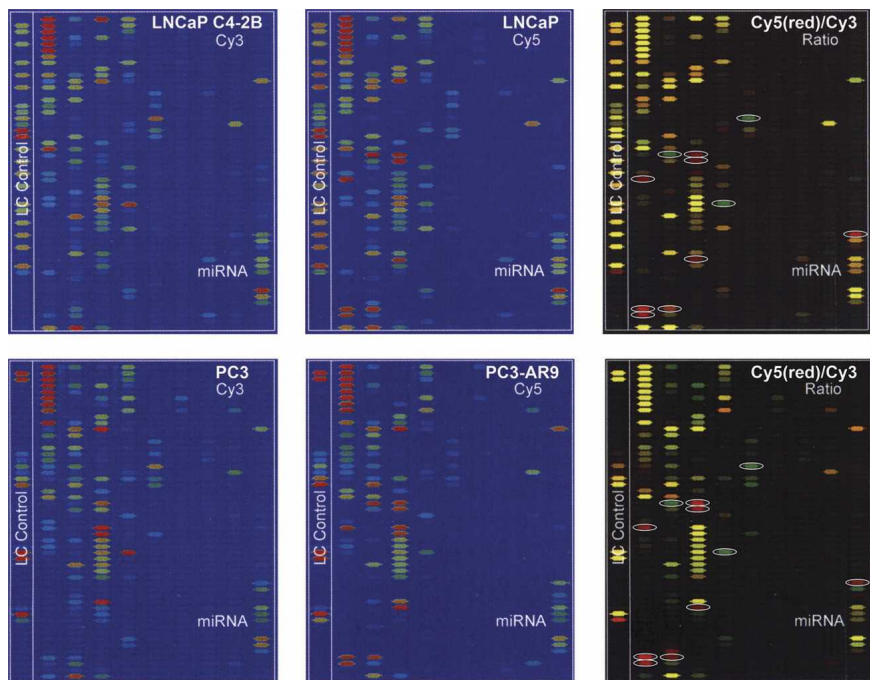 LNCaP C4-2B
Cy3
LC Control
miRNA
LNCaP
Cy5
LC Control
miRNA
Cy5(red)/Cy3
Ratio
LC Control
miRNA
PC3
Cy3
LC Control
miRNA
PC3-AR9
Cy5
LC Control
miRNA
Cy5(red)/Cy3
Ratio
LC Control
miRNA